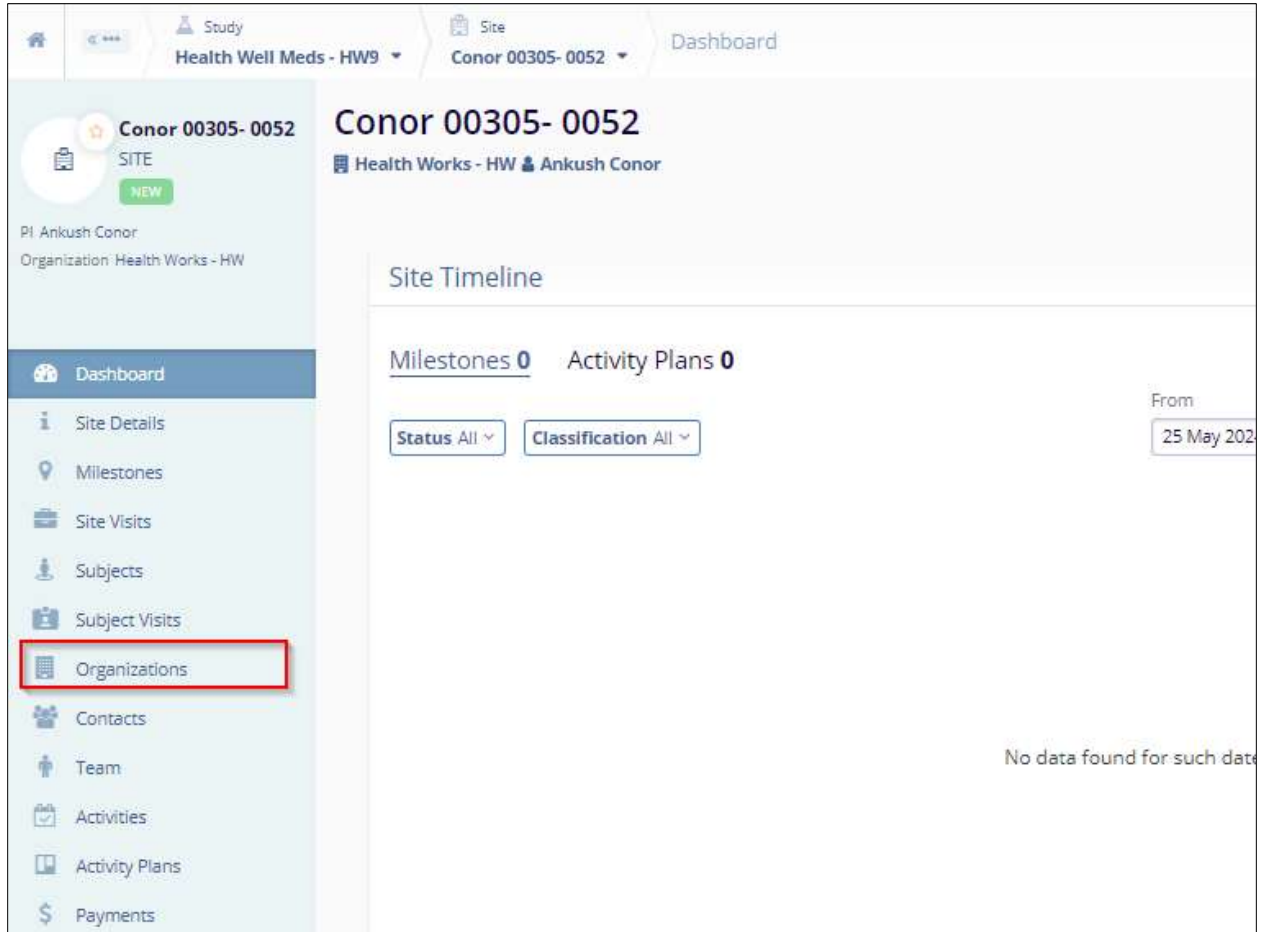 Study
Health Well Meds - HW9
Site
Conor 00305- 0052
Dashboard
Conor 00305- 0052
SITE
NEW
PI Ankush Conor
Organization Health Works - HW
Dashboard
Site Details
Milestones
Site Visits
Subjects
Subject Visits
Organizations
Contacts
Team
Activities
Activity Plans
Payments
Conor 00305- 0052
Health Works - HW Ankush Conor
Site Timeline
Milestones 0 Activity Plans 0
From
Status All Classification All
25 May 202
No data found for such date